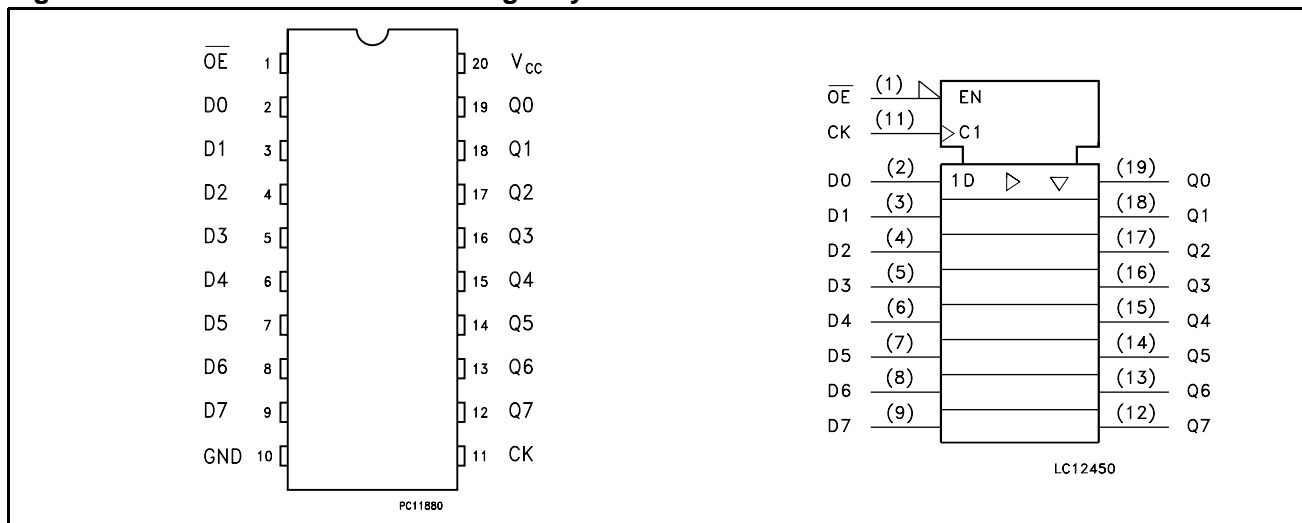 OE 1 20 VCC
D0 2 19 Q0
D1 3 18 Q1
D2 4 17 Q2
D3 5 16 Q3
D4 6 15 Q4
D5 7 14 Q5
D6 8 13 Q6
D7 9 12 Q7
GND 10 11 CK
PC11880
OE (1) EN
CK (11) C1
D0 (2) 1D (19) Q0
D1 (3) (18) Q1
D2 (4) (17) Q2
D3 (5) (16) Q3
D4 (6) (15) Q4
D5 (7) (14) Q5
D6 (8) (13) Q6
D7 (9) (12) Q7
LC12450